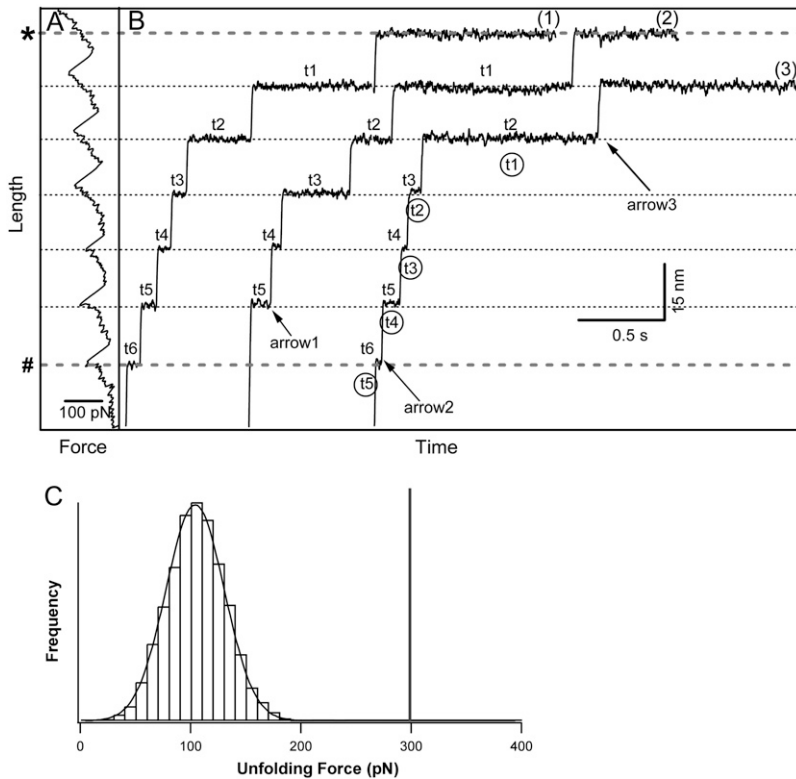 A
B
*
(1)
(2)
t1
t1
(3)
t2
t2
t2
t1
t3
t3
t3
t2
arrow3
t4
t4
t4
t3
t5
t5
t5
t4
arrow1
15 nm
0.5 s
#
t6
t6
t5
arrow2
100 pN
Length
Force
Time
C
Frequency
0
100
200
300
400
Unfolding Force (pN)